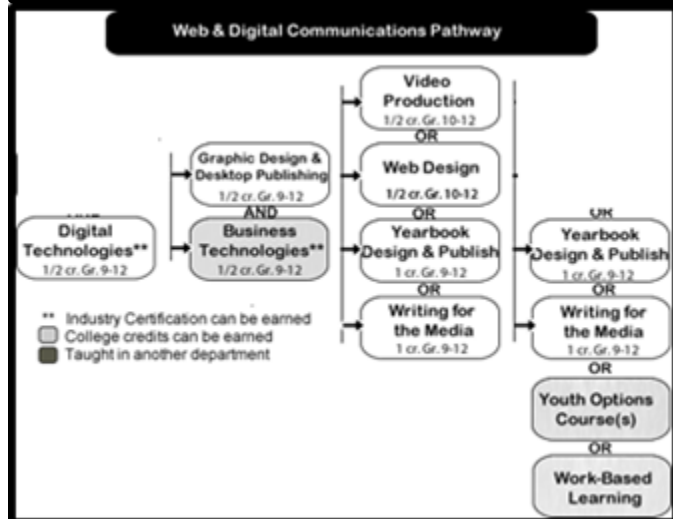 Web & Digital Communications Pathway
Video
Production
1/2 cr. Gr. 10-12
OR
Graphic Design &
Desktop Publishing
1/2 cr. Gr. 9-12
AND
Web Design
1/2 cr. Gr. 10-12
OR
Digital
Technologies**
1/2 cr. Gr. 9-12
Business
Technologies**
1/2 cr. Gr. 9-12
Yearbook
Design & Publish
1 cr. Gr. 9-12
OR
OR
Yearbook
Design & Publish
1 cr. Gr. 9-12
OR
Writing for
the Media
1 cr. Gr. 9-12
Writing for
the Media
1 cr. Gr. 9-12
OR
Youth Options
Course(s)
OR
Work-Based
Learning
** Industry Certification can be earned
College credits can be earned
Taught in another department